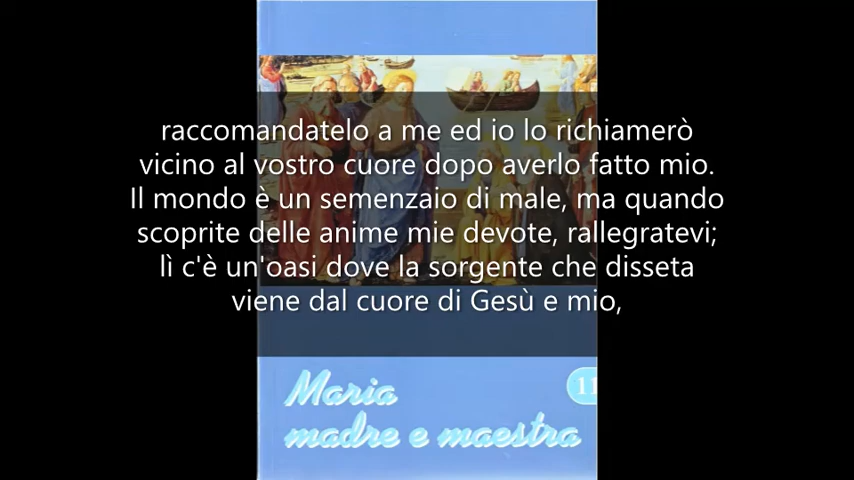 raccomandatelo a me ed io lo richiamerò
vicino al vostro cuore dopo averlo fatto mio.
Il mondo è un semenzaio di male, ma quando
scoprite delle anime mie devote, rallegratevi;
lì c'è un'oasi dove la sorgente che disseta
viene dal cuore di Gesù e mio,
Maria
11
madre e maestra